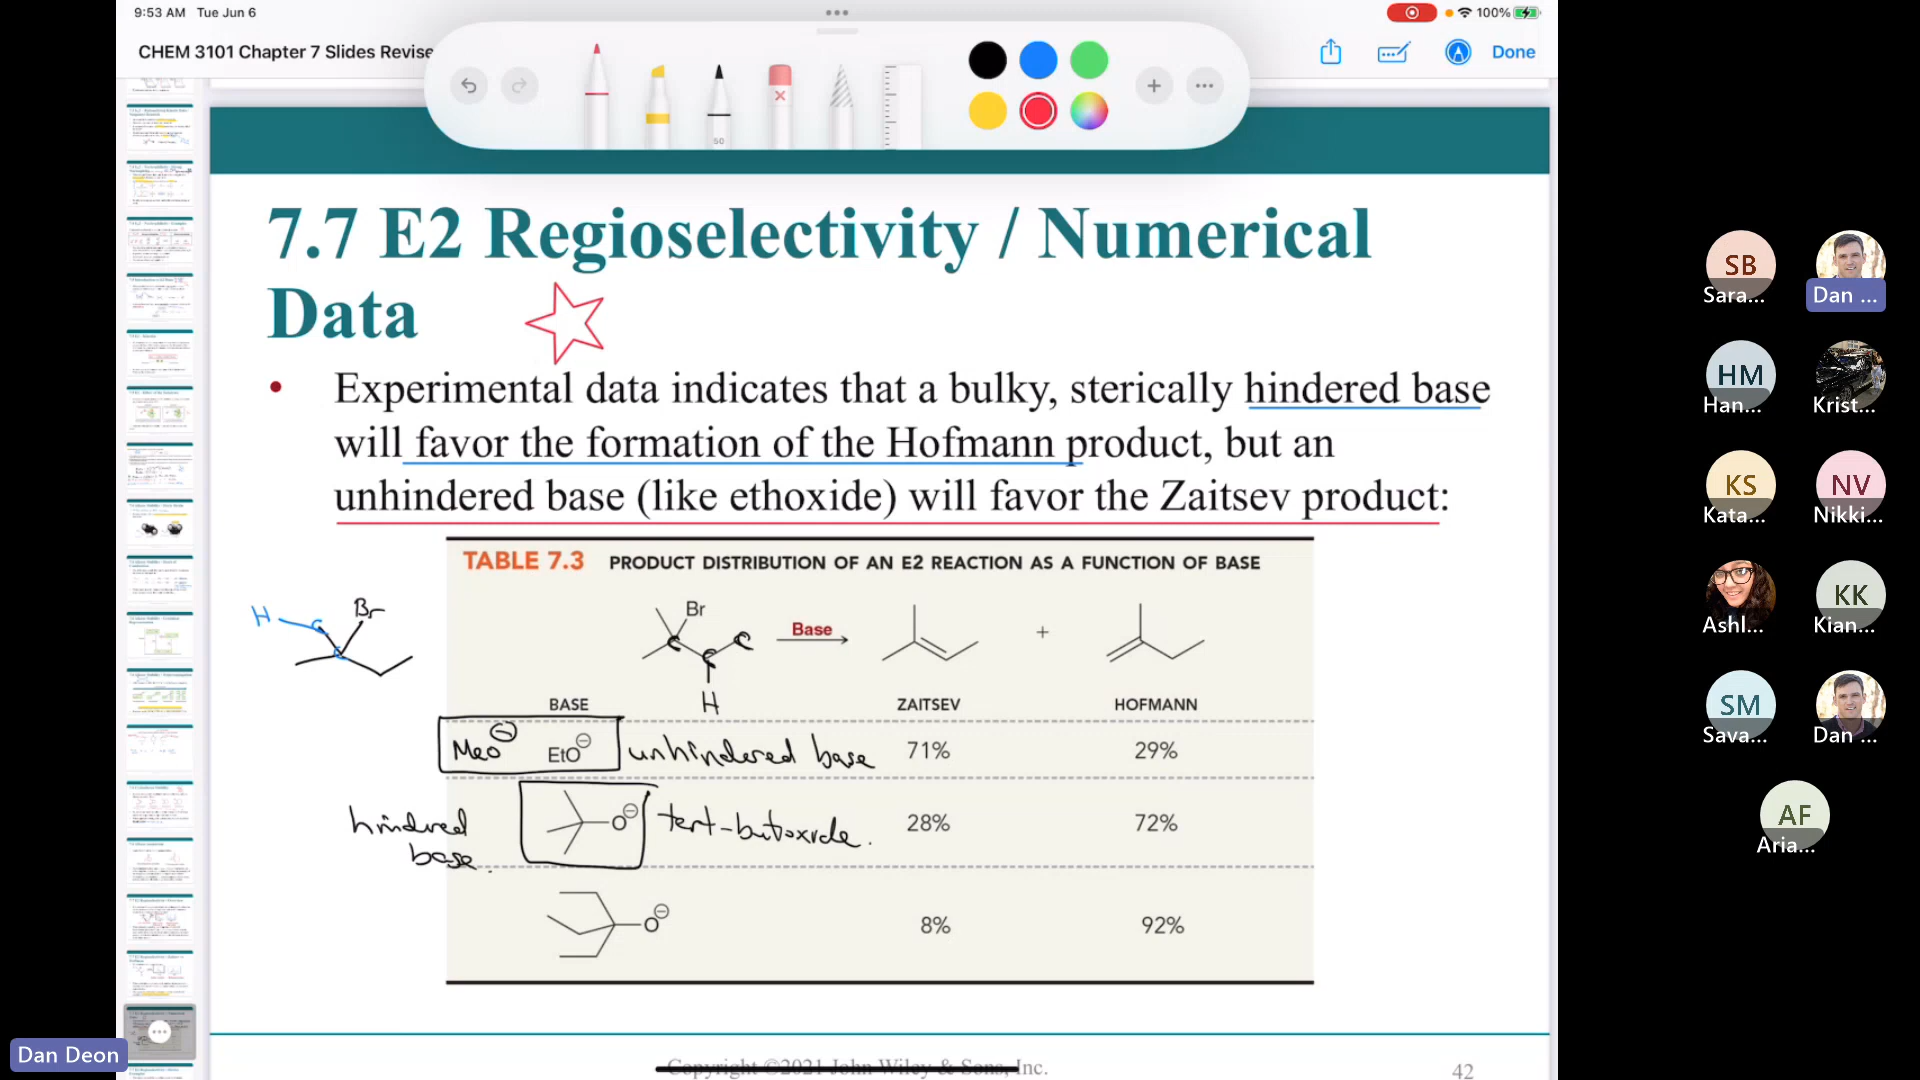 9:53 AM Tue Jun 6
100%
CHEM 3101 Chapter 7 Slides Revise
50
Done
7.7 E2 Regioselectivity / Numerical
Data
• Experimental data indicates that a bulky, sterically hindered base
will favor the formation of the Hofmann product, but an
unhindered base (like ethoxide) will favor the Zaitsev product:
TABLE 7.3 PRODUCT DISTRIBUTION OF AN E2 REACTION AS A FUNCTION OF BASE
H C Br
C
Br
C C C
H
Base
+
BASE ZAITSEV HOFMANN
MeO⊖ EtO⊖ unhindered base 71% 29%
hindred
base.
O⊖ tert-butoxide. 28% 72%
O⊖ 8% 92%
Copyright ©2021 John Wiley & Sons, Inc.
42
SB
Sara...
Dan ...
HM
Han...
Krist...
KS
Kata...
NV
Nikki...
Ashl...
KK
Kian...
SM
Sava...
Dan ...
AF
Aria...
Dan Deon